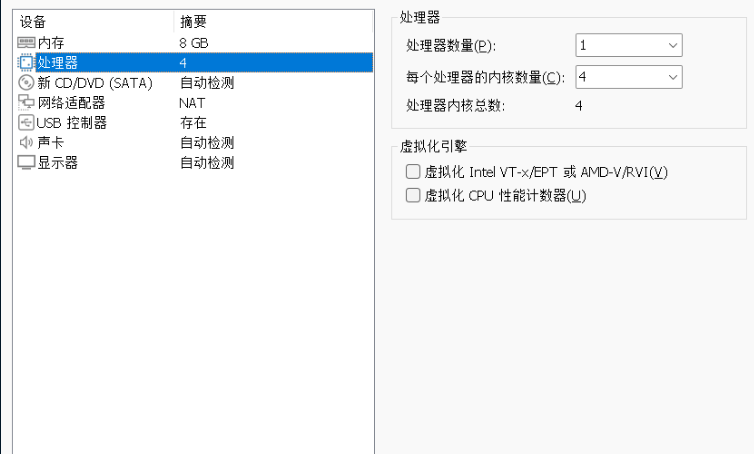 设备 摘要
内存 8 GB
处理器 4
新 CD/DVD (SATA) 自动检测
网络适配器 NAT
USB 控制器 存在
声卡 自动检测
显示器 自动检测
处理器
处理器数量(P): 1
每个处理器的内核数量(C): 4
处理器内核总数: 4
虚拟化引擎
虚拟化 Intel VT-x/EPT 或 AMD-V/RVI(V)
虚拟化 CPU 性能计数器(U)